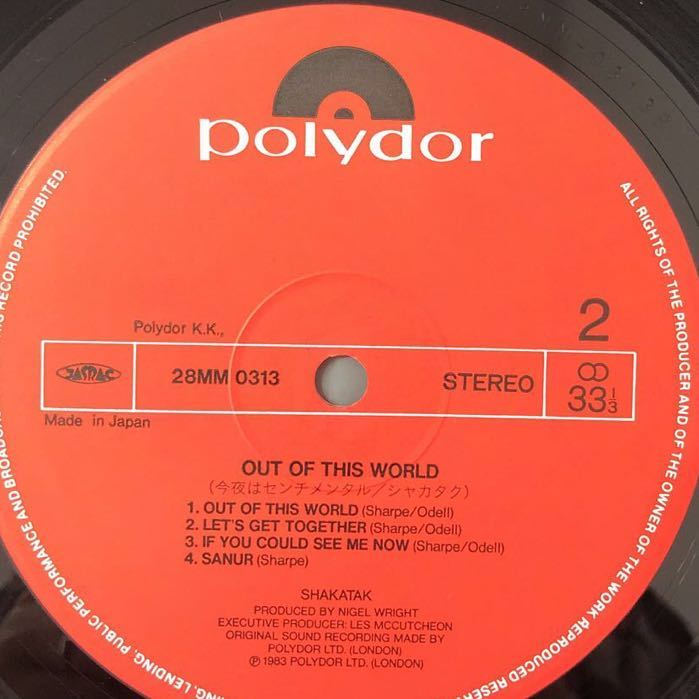 polydor
ALL RIGHTS OF THE PRODUCER AND OF THE OWNER OF THE WORK REPRODUCED RESERVED
LENDING, PUBLIC PERFORMANCE AND
RECORD PROHIBITED.
2
Polydor K.K.,
JASRAC
28MM 0313
STEREO
33 1/3
Made in Japan
OUT OF THIS WORLD
(今夜はセンチメンタル/シャカタク)
1. OUT OF THIS WORLD (Sharpe/Odell)
2. LET'S GET TOGETHER (Sharpe/Odell)
3. IF YOU COULD SEE ME NOW (Sharpe/Odell)
4. SANUR (Sharpe)
SHAKATAK
PRODUCED BY NIGEL WRIGHT
EXECUTIVE PRODUCER: LES MCCUTCHEON
ORIGINAL SOUND RECORDING MADE BY
POLYDOR LTD. (LONDON)
℗ 1983 POLYDOR LTD. (LONDON)